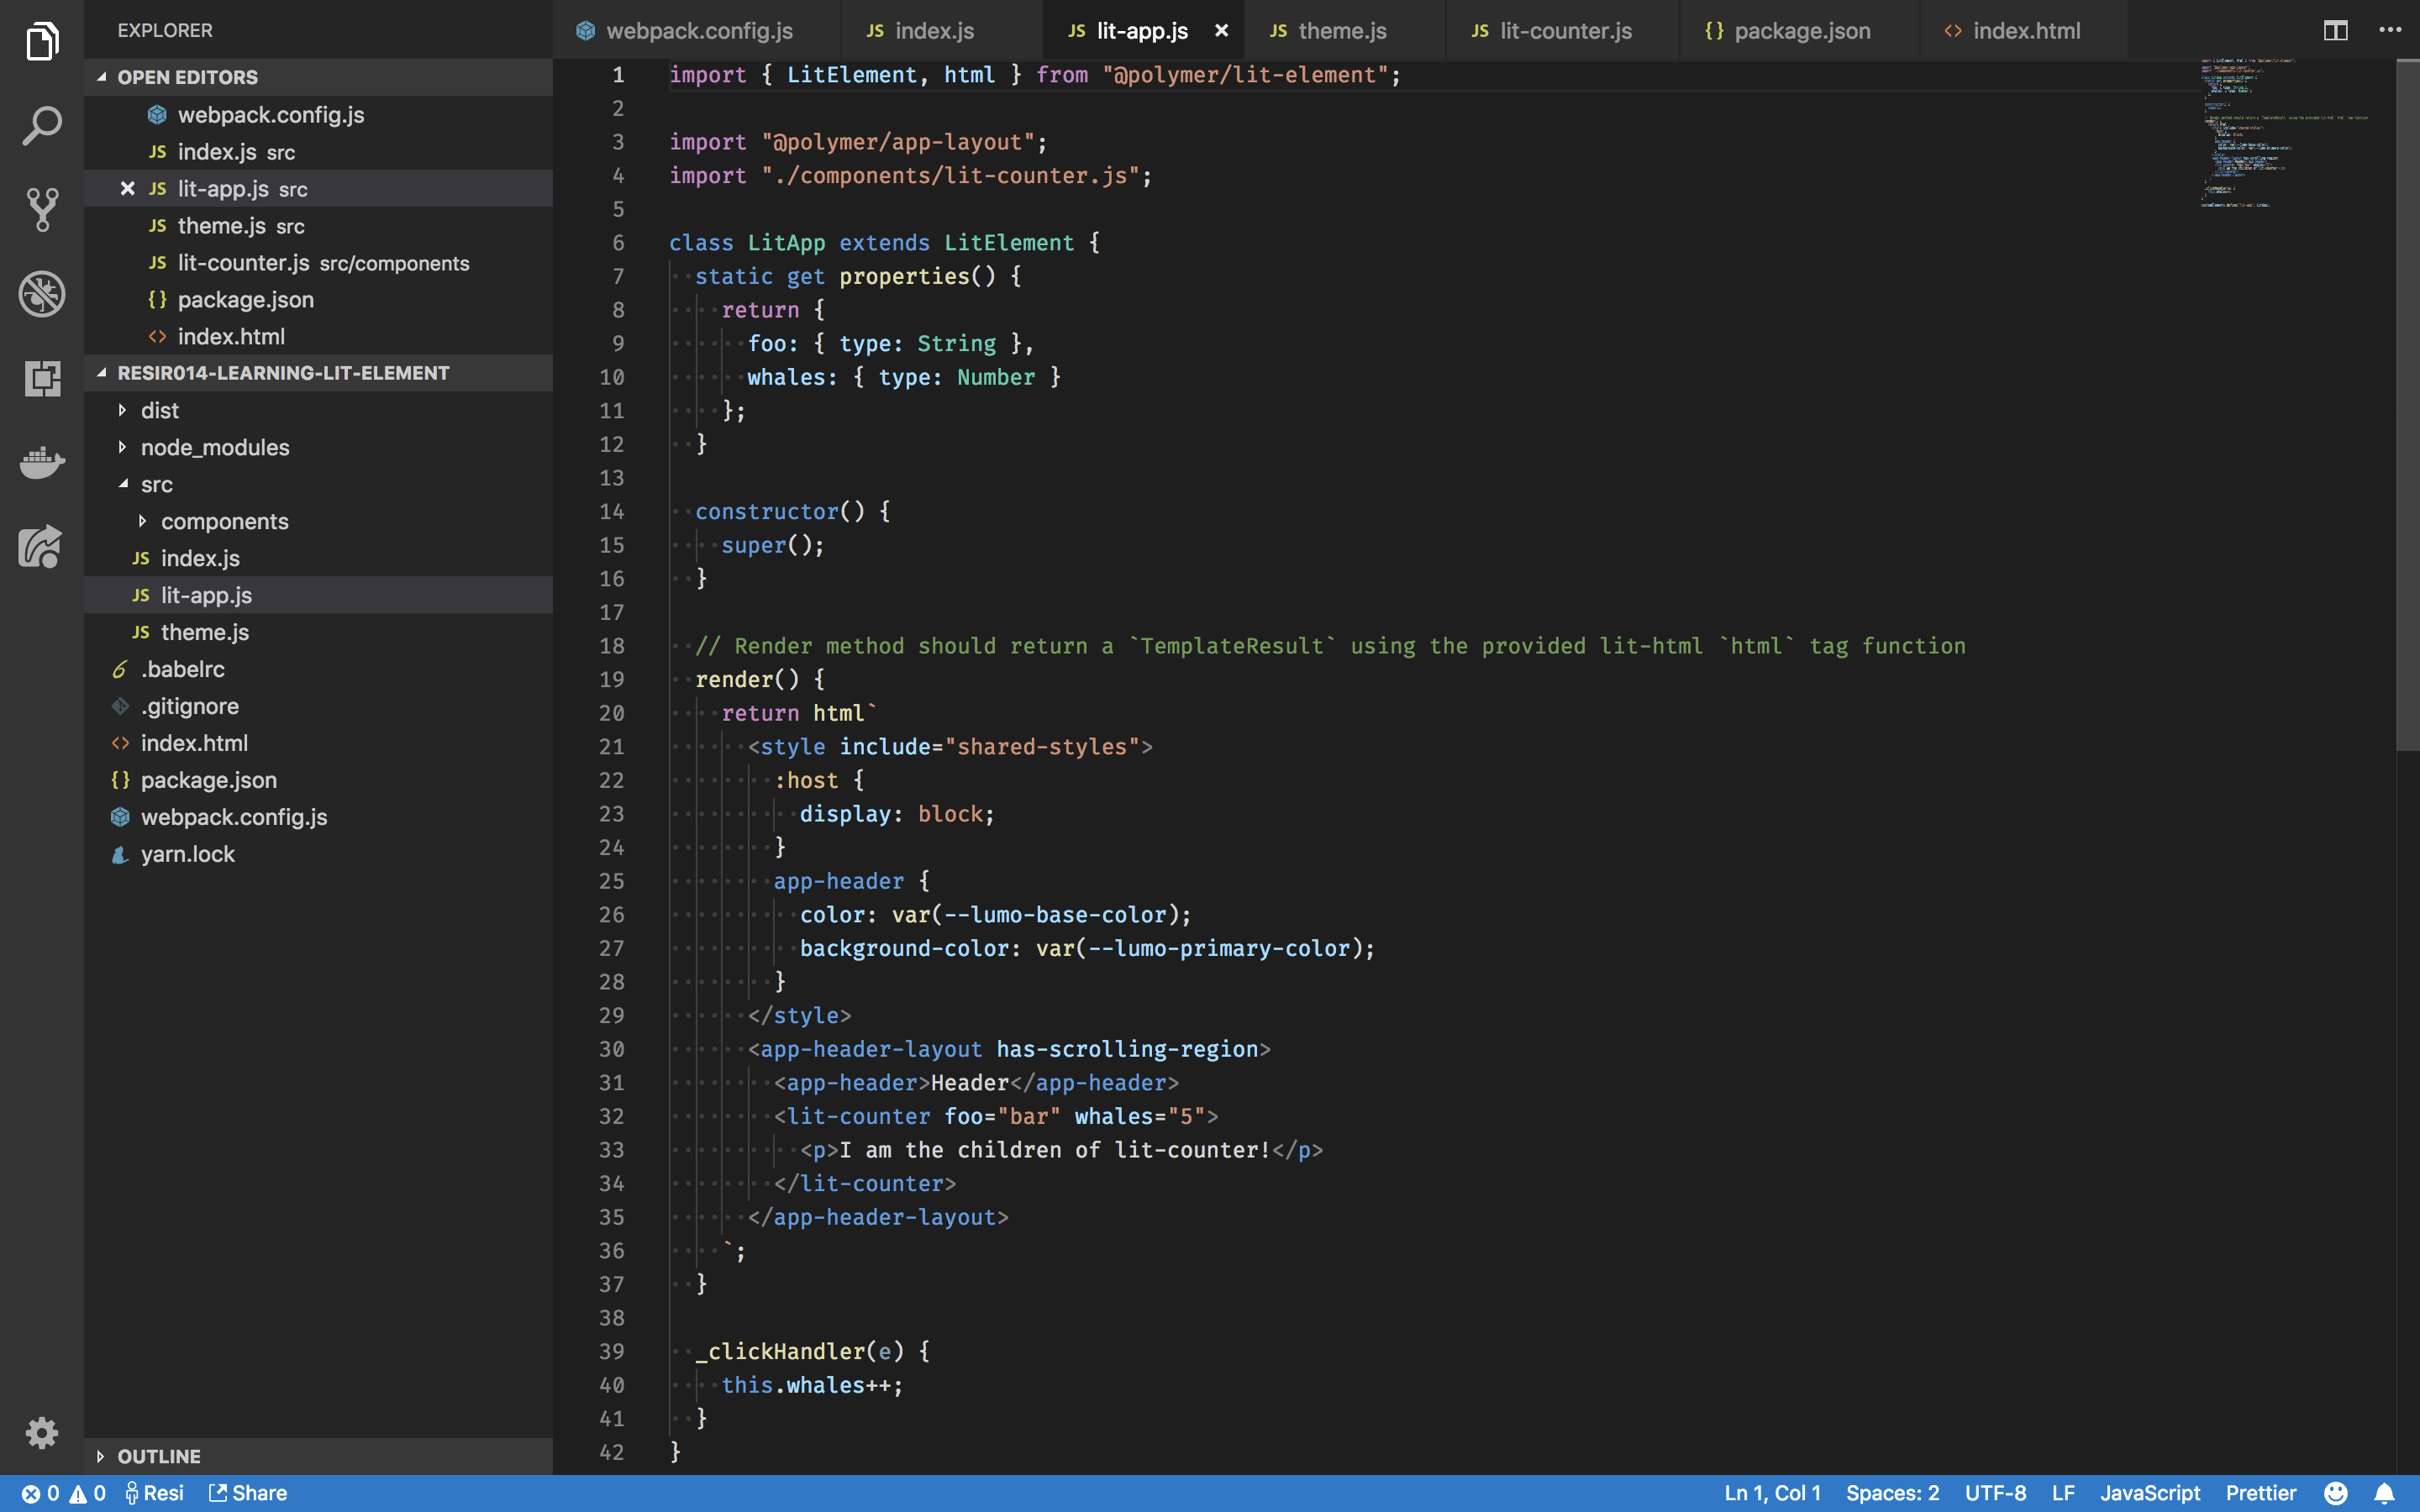 EXPLORER
OPEN EDITORS
webpack.config.js
JS index.js src
JS lit-app.js src
JS theme.js src
JS lit-counter.js src/components
{} package.json
<> index.html
RESIR014-LEARNING-LIT-ELEMENT
dist
node_modules
src
components
JS index.js
JS lit-app.js
JS theme.js
6 .babelrc
.gitignore
<> index.html
{} package.json
webpack.config.js
yarn.lock
OUTLINE
webpack.config.js JS index.js JS lit-app.js × JS theme.js JS lit-counter.js {} package.json <> index.html
1 import { LitElement, html } from "@polymer/lit-element";
2
3 import "@polymer/app-layout";
4 import "./components/lit-counter.js";
5
6 class LitApp extends LitElement {
7   static get properties() {
8     return {
9       foo: { type: String },
10       whales: { type: Number }
11     };
12   }
13
14   constructor() {
15     super();
16   }
17
18   // Render method should return a `TemplateResult` using the provided lit-html `html` tag function
19   render() {
20     return html`
21       <style include="shared-styles">
22         :host {
23           display: block;
24         }
25         app-header {
26           color: var(--lumo-base-color);
27           background-color: var(--lumo-primary-color);
28         }
29       </style>
30       <app-header-layout has-scrolling-region>
31         <app-header>Header</app-header>
32         <lit-counter foo="bar" whales="5">
33           <p>I am the children of lit-counter!</p>
34         </lit-counter>
35       </app-header-layout>
36     `;
37   }
38
39   _clickHandler(e) {
40     this.whales++;
41   }
42 }
0 0 Resi Share Ln 1, Col 1 Spaces: 2 UTF-8 LF JavaScript Prettier